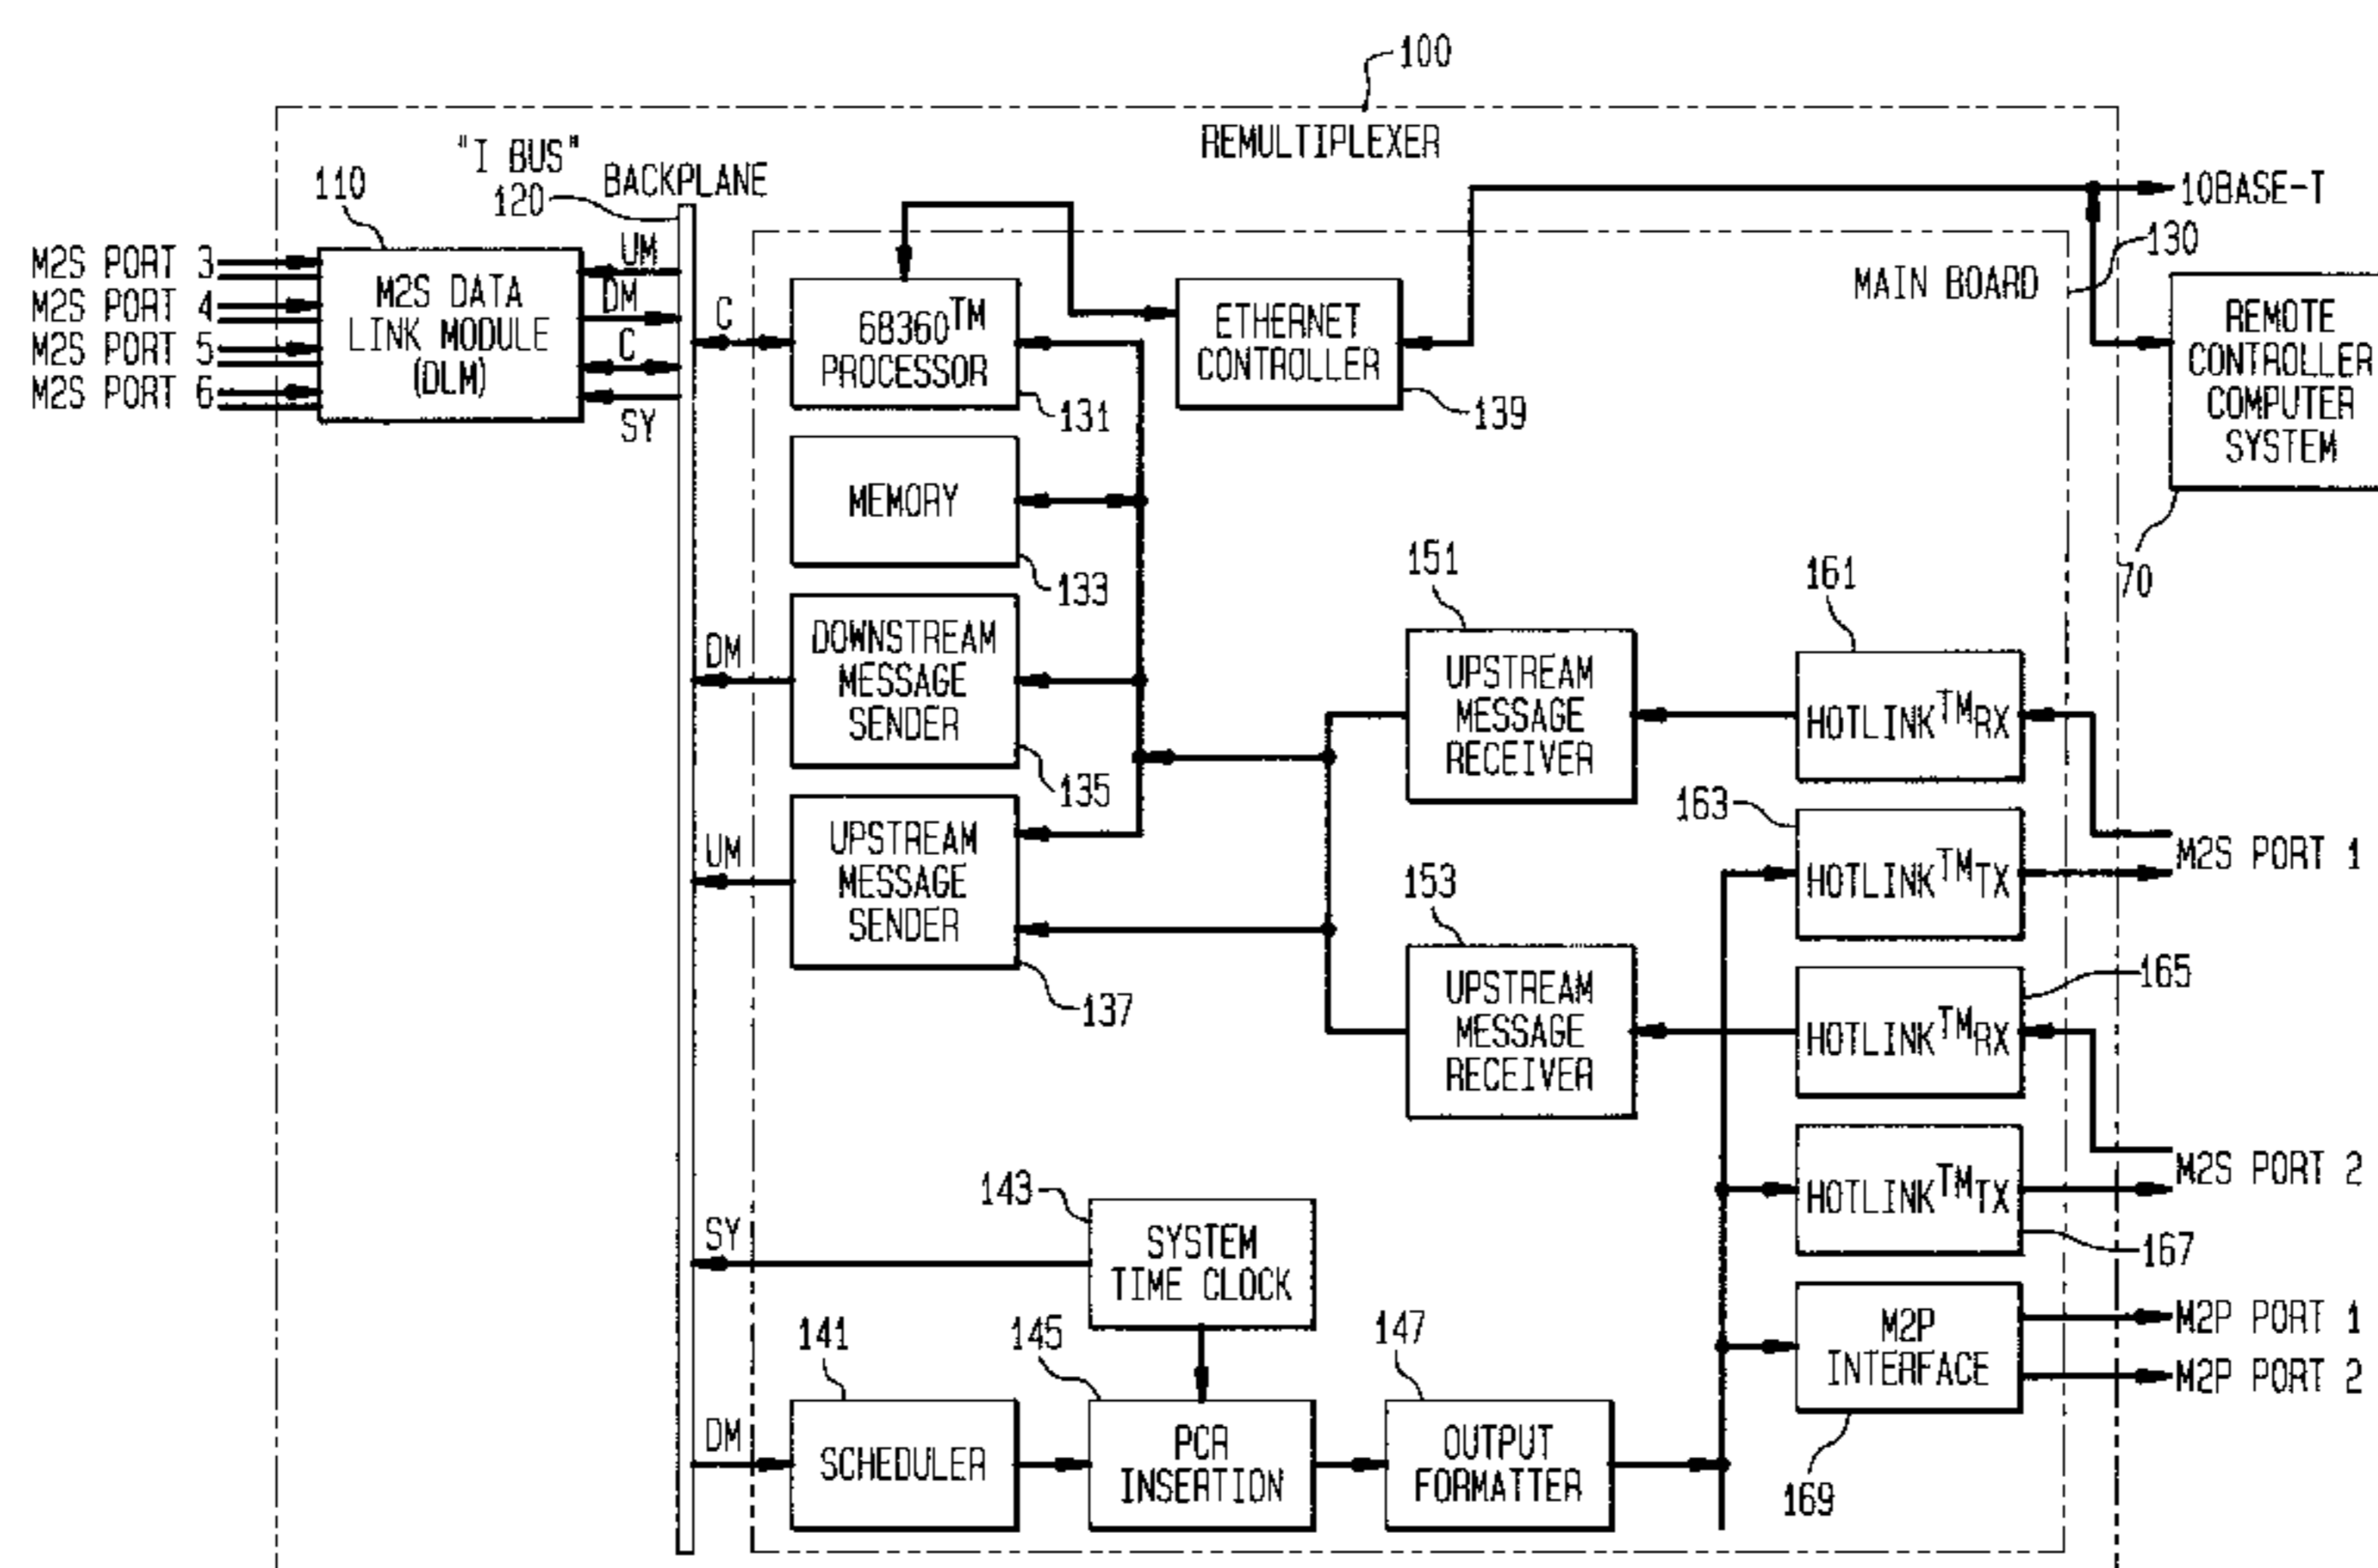 100
REMULTIPLEXER
"I BUS"
120
BACKPLANE
110
M2S PORT 3
M2S PORT 4
M2S PORT 5
M2S PORT 6
M2S DATA
LINK MODULE
(DLM)
UM
DM
C
SY
C
68360™
PROCESSOR
131
ETHERNET
CONTROLLER
139
10BASE-T
130
MAIN BOARD
REMOTE
CONTROLLER
COMPUTER
SYSTEM
70
MEMORY
133
DM
DOWNSTREAM
MESSAGE
SENDER
135
UM
UPSTREAM
MESSAGE
SENDER
137
151
UPSTREAM
MESSAGE
RECEIVER
153
UPSTREAM
MESSAGE
RECEIVER
161
HOTLINK™RX
163
HOTLINK™TX
M2S PORT 1
165
HOTLINK™RX
HOTLINK™TX
M2S PORT 2
167
SY
143
SYSTEM
TIME CLOCK
DM
141
SCHEDULER
145
PCR
INSERTION
147
OUTPUT
FORMATTER
M2P
INTERFACE
169
M2P PORT 1
M2P PORT 2